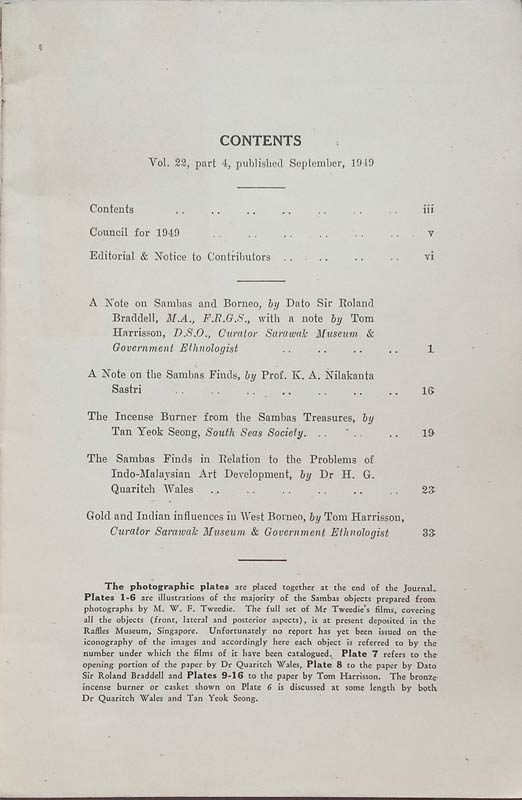 CONTENTS
Vol. 22, part 4, published September, 1949
Contents .. .. .. .. .. .. .. iii
Council for 1949 .. .. .. .. .. .. v
Editorial & Notice to Contributors .. .. .. .. vi
A Note on Sambas and Borneo, by Dato Sir Roland
Braddell, M.A., F.R.G.S., with a note by Tom
Harrisson, D.S.O., Curator Sarawak Museum &
Government Ethnologist .. .. .. .. 1
A Note on the Sambas Finds, by Prof. K. A. Nilakanta
Sastri .. .. .. .. .. .. .. 16
The Incense Burner from the Sambas Treasures, by
Tan Yeok Seong, South Seas Society. .. .. .. 19
The Sambas Finds in Relation to the Problems of
Indo-Malaysian Art Development, by Dr H. G.
Quaritch Wales .. .. .. .. .. .. 23
Gold and Indian influences in West Borneo, by Tom Harrisson,
Curator Sarawak Museum & Government Ethnologist 33
The photographic plates are placed together at the end of the Journal.
Plates 1-6 are illustrations of the majority of the Sambas objects prepared from
photographs by M. W. F. Tweedie. The full set of Mr Tweedie's films, covering
all the objects (front, lateral and posterior aspects), is at present deposited in the
Raffles Museum, Singapore. Unfortunately no report has yet been issued on the
iconography of the images and accordingly here each object is referred to by the
number under which the films of it have been catalogued. Plate 7 refers to the
opening portion of the paper by Dr Quaritch Wales, Plate 8 to the paper by Dato
Sir Roland Braddell and Plates 9-16 to the paper by Tom Harrisson. The bronze
incense burner or casket shown on Plate 6 is discussed at some length by both
Dr Quaritch Wales and Tan Yeok Seong.